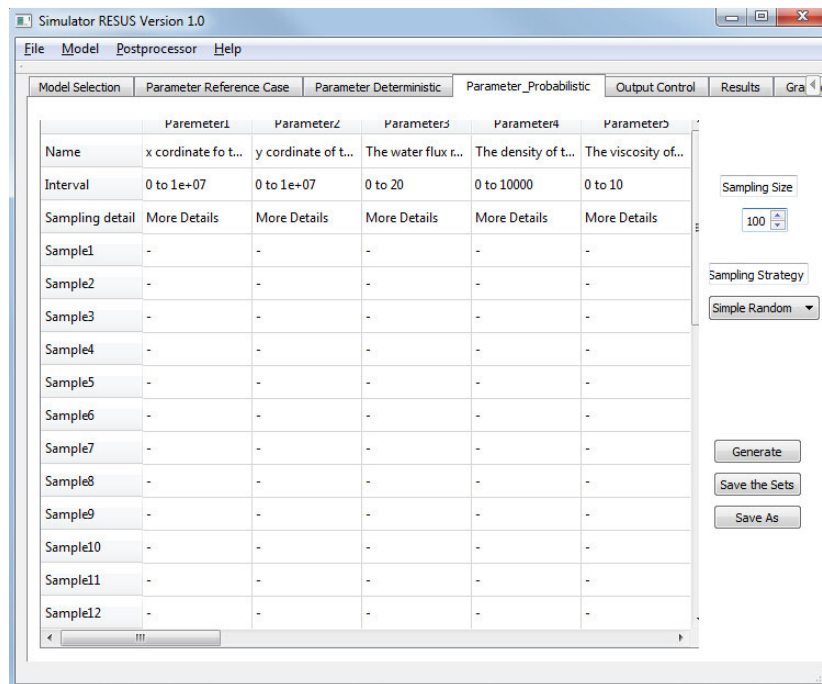 Simulator RESUS Version 1.0
File Model Postprocessor Help
Model Selection Parameter Reference Case Parameter Deterministic Parameter_Probabilistic Output Control Results Gra
Paremeter1 Parameter2 Parameter3 Parameter4 Parameter5
Name x cordinate fo t... y cordinate of t... The water flux r... The density of t... The viscosity of...
Interval 0 to 1e+07 0 to 1e+07 0 to 20 0 to 10000 0 to 10
Sampling detail More Details More Details More Details More Details More Details
Sample1 - - - - -
Sample2 - - - - -
Sample3 - - - - -
Sample4 - - - - -
Sample5 - - - - -
Sample6 - - - - -
Sample7 - - - - -
Sample8 - - - - -
Sample9 - - - - -
Sample10 - - - - -
Sample11 - - - - -
Sample12 - - - - -
Sampling Size
100
Sampling Strategy
Simple Random
Generate
Save the Sets
Save As